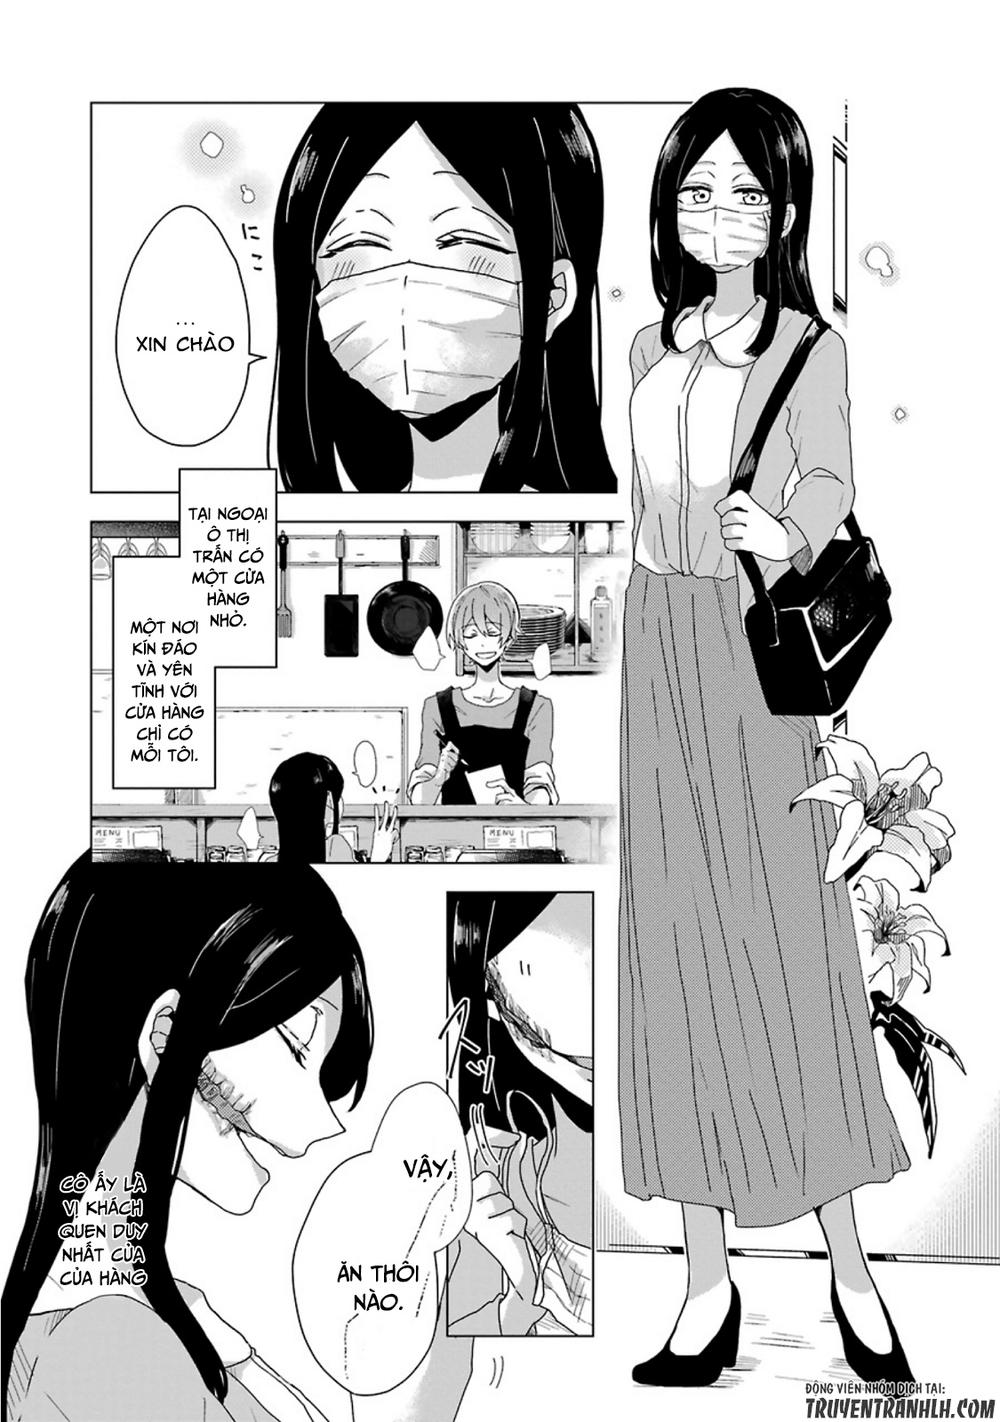 ...
XIN CHÀO
にこ
TẠI NGOẠI
Ô THỊ
TRẤN CÓ
MỘT CỬA
HÀNG
NHỎ.
MỘT NƠI
KÍN ĐÁO
VÀ YÊN
TĨNH VỚI
CỬA HÀNG
CHỈ CÓ
MỖI TÔI.
MENU
MENU
VẬY,
ĂN THÔI
NÀO.
CÔ ẤY LÀ
VỊ KHÁCH
QUEN DUY
NHẤT CỦA
CỦA HÀNG
ĐỘNG VIÊN NHÓM DỊCH TẠI:
TRUYENTRANHLH.COM